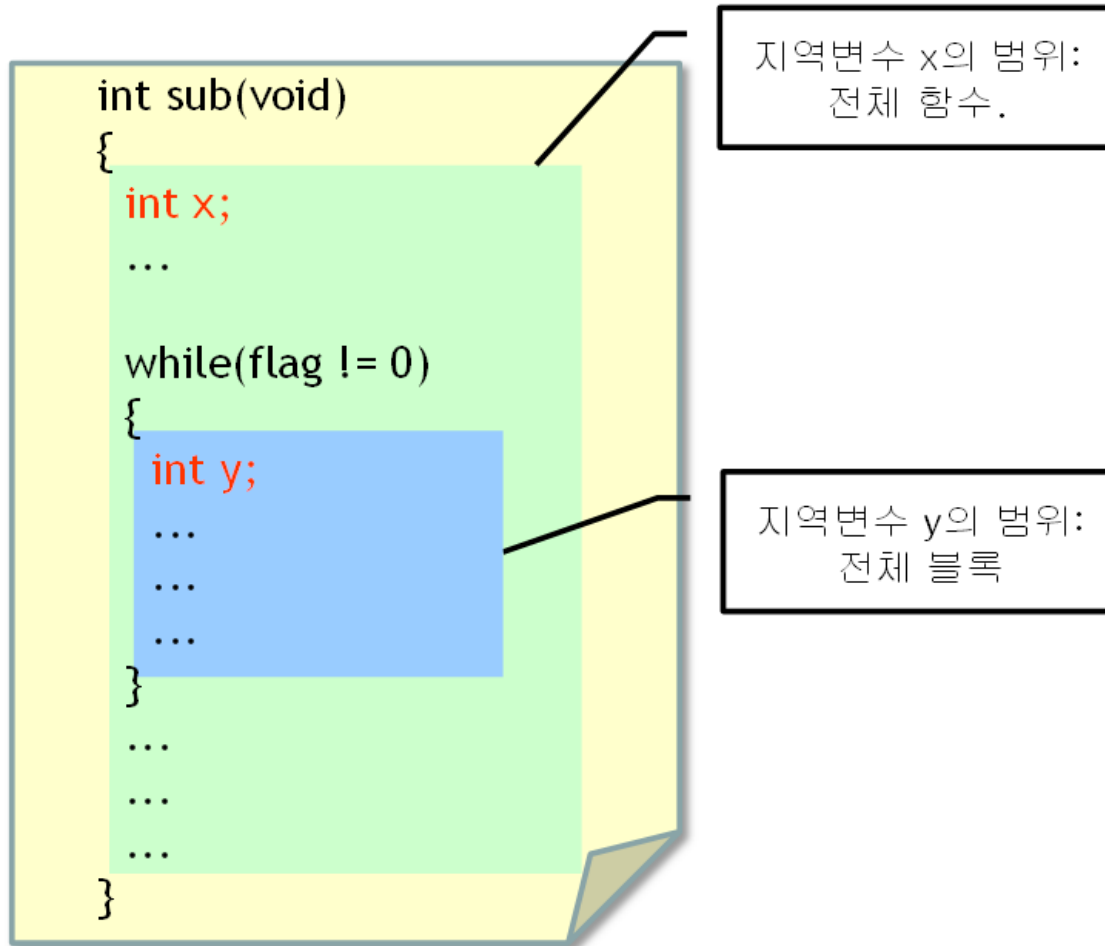 int sub(void)
{
int x;
...
while(flag != 0)
{
int y;
...
...
...
}
...
...
...
}
지역변수 x의 범위:
전체 함수.
지역변수 y의 범위:
전체 블록